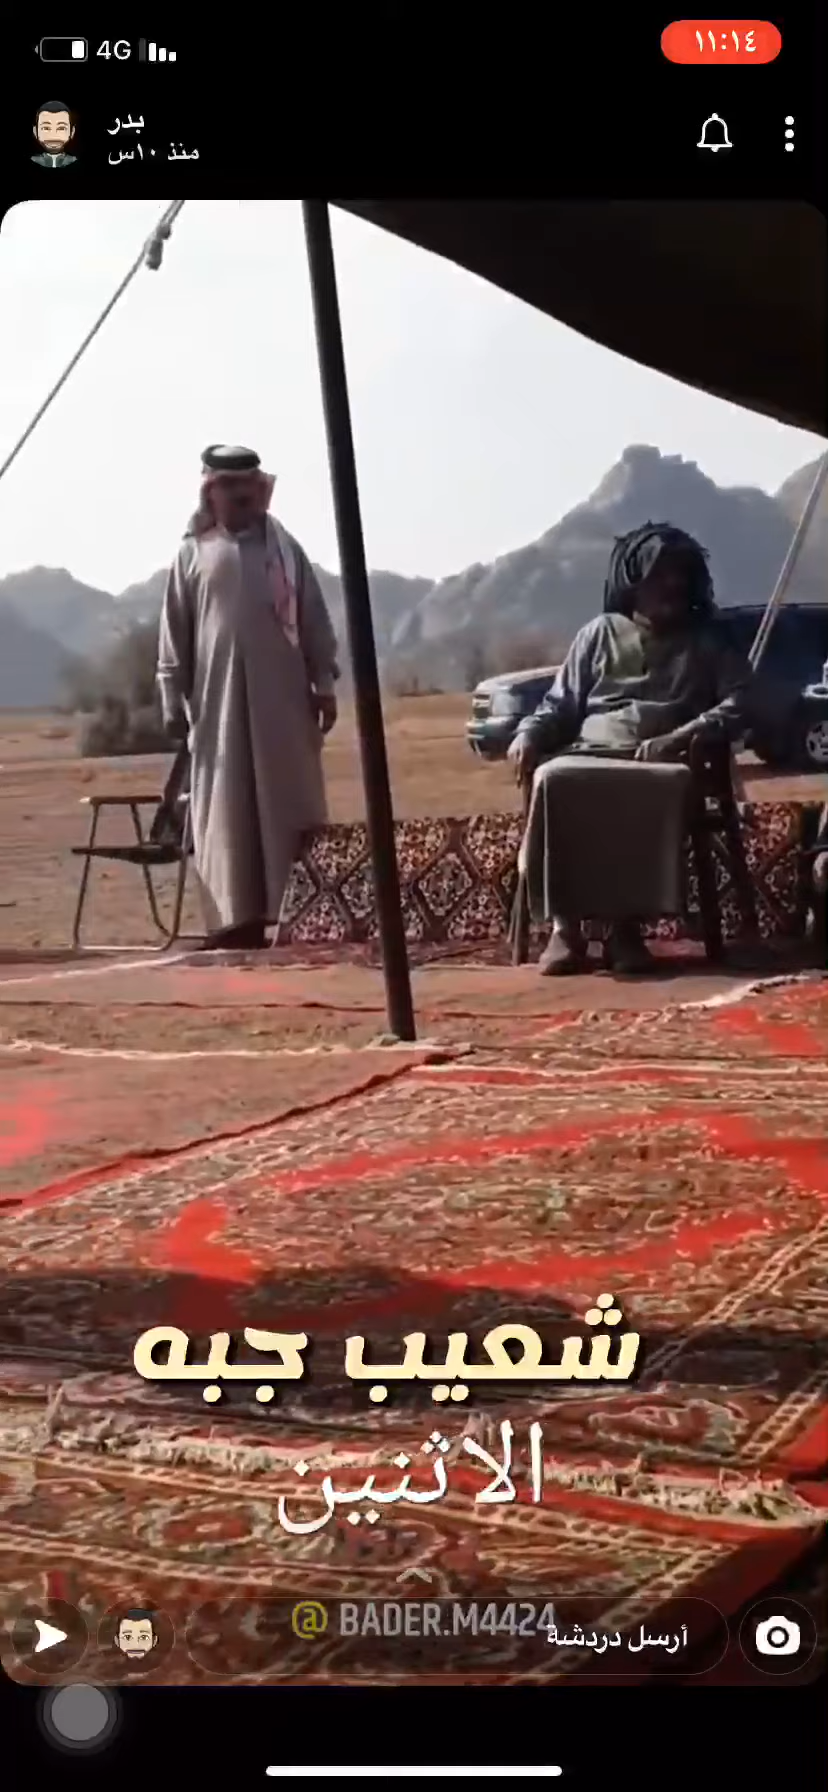 4G
١١:١٤
بدر
منذ ١٠س
شعيب جبه
الاثنين
@ BADER.M4424
أرسل دردشة